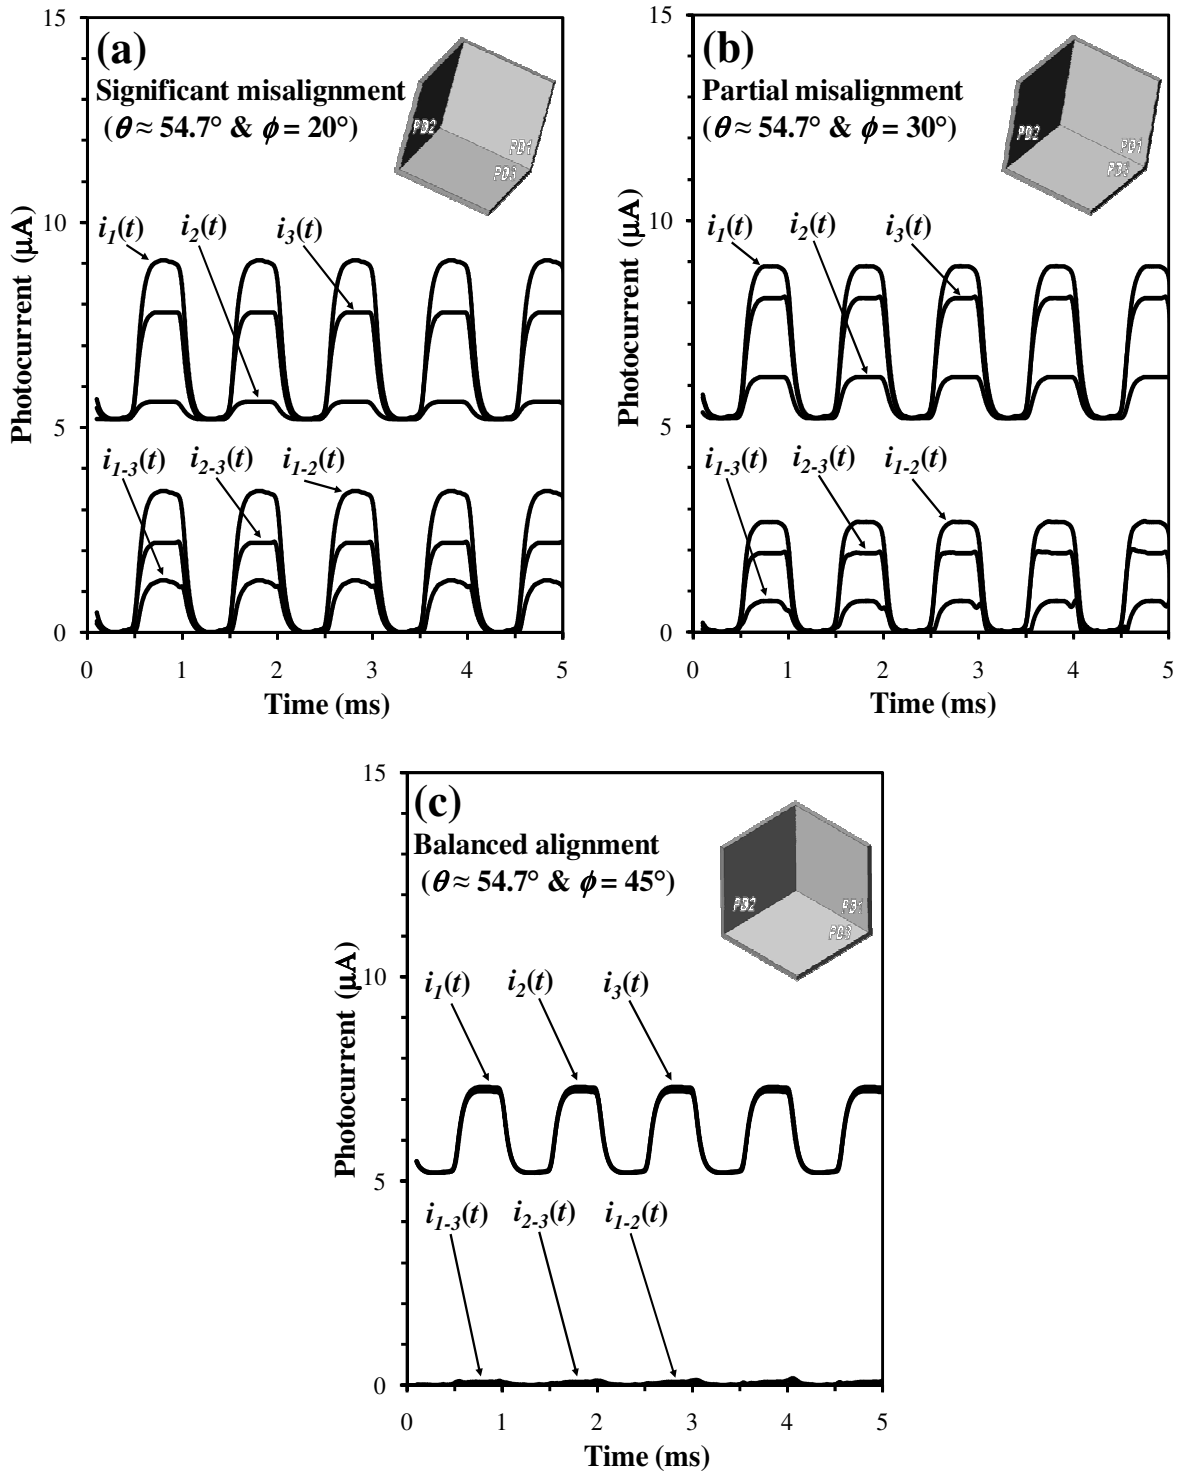 (a)
Significant misalignment
(θ ≈ 54.7° & ϕ = 20°)
PD2
PD1
PD3
15
10
5
0
Photocurrent (μA)
i1(t)
i2(t)
i3(t)
i1-3(t)
i2-3(t)
i1-2(t)
0 1 2 3 4 5
Time (ms)
(b)
Partial misalignment
(θ ≈ 54.7° & ϕ = 30°)
PD2
PD1
PD3
15
10
5
0
Photocurrent (μA)
i1(t)
i2(t)
i3(t)
i1-3(t)
i2-3(t)
i1-2(t)
0 1 2 3 4 5
Time (ms)
(c)
Balanced alignment
(θ ≈ 54.7° & ϕ = 45°)
PD2
PD1
PD3
15
10
5
0
Photocurrent (μA)
i1(t)
i2(t)
i3(t)
i1-3(t)
i2-3(t)
i1-2(t)
0 1 2 3 4 5
Time (ms)